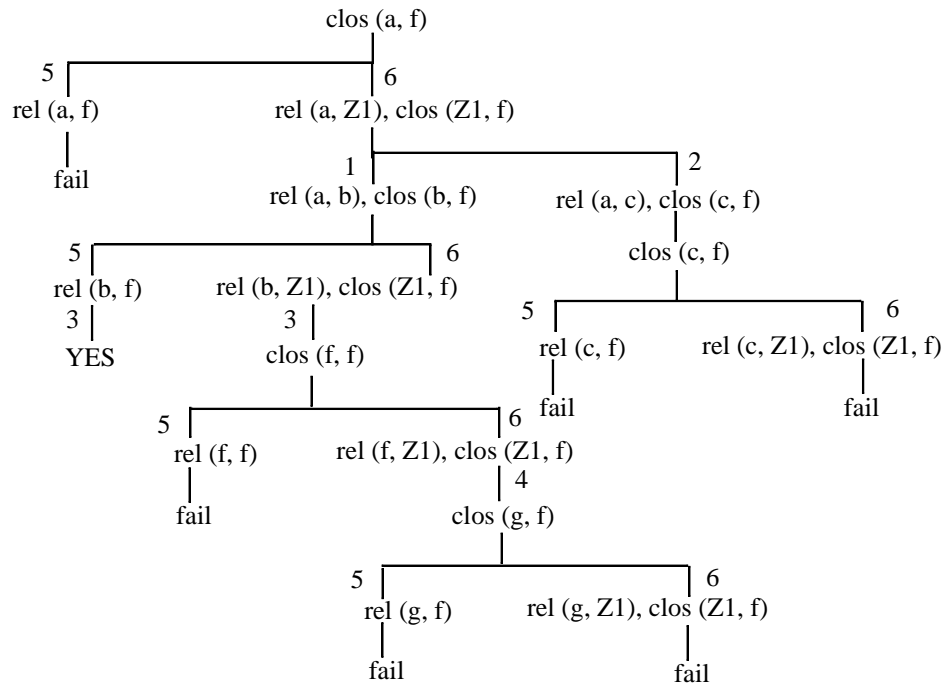 clos (a, f)
5
6
rel (a, f)
rel (a, Z1), clos (Z1, f)
fail
1
2
rel (a, b), clos (b, f)
rel (a, c), clos (c, f)
5
6
clos (c, f)
rel (b, f)
rel (b, Z1), clos (Z1, f)
3
3
5
6
YES
clos (f, f)
rel (c, f)
rel (c, Z1), clos (Z1, f)
fail
fail
5
6
rel (f, f)
rel (f, Z1), clos (Z1, f)
4
fail
clos (g, f)
5
6
rel (g, f)
rel (g, Z1), clos (Z1, f)
fail
fail